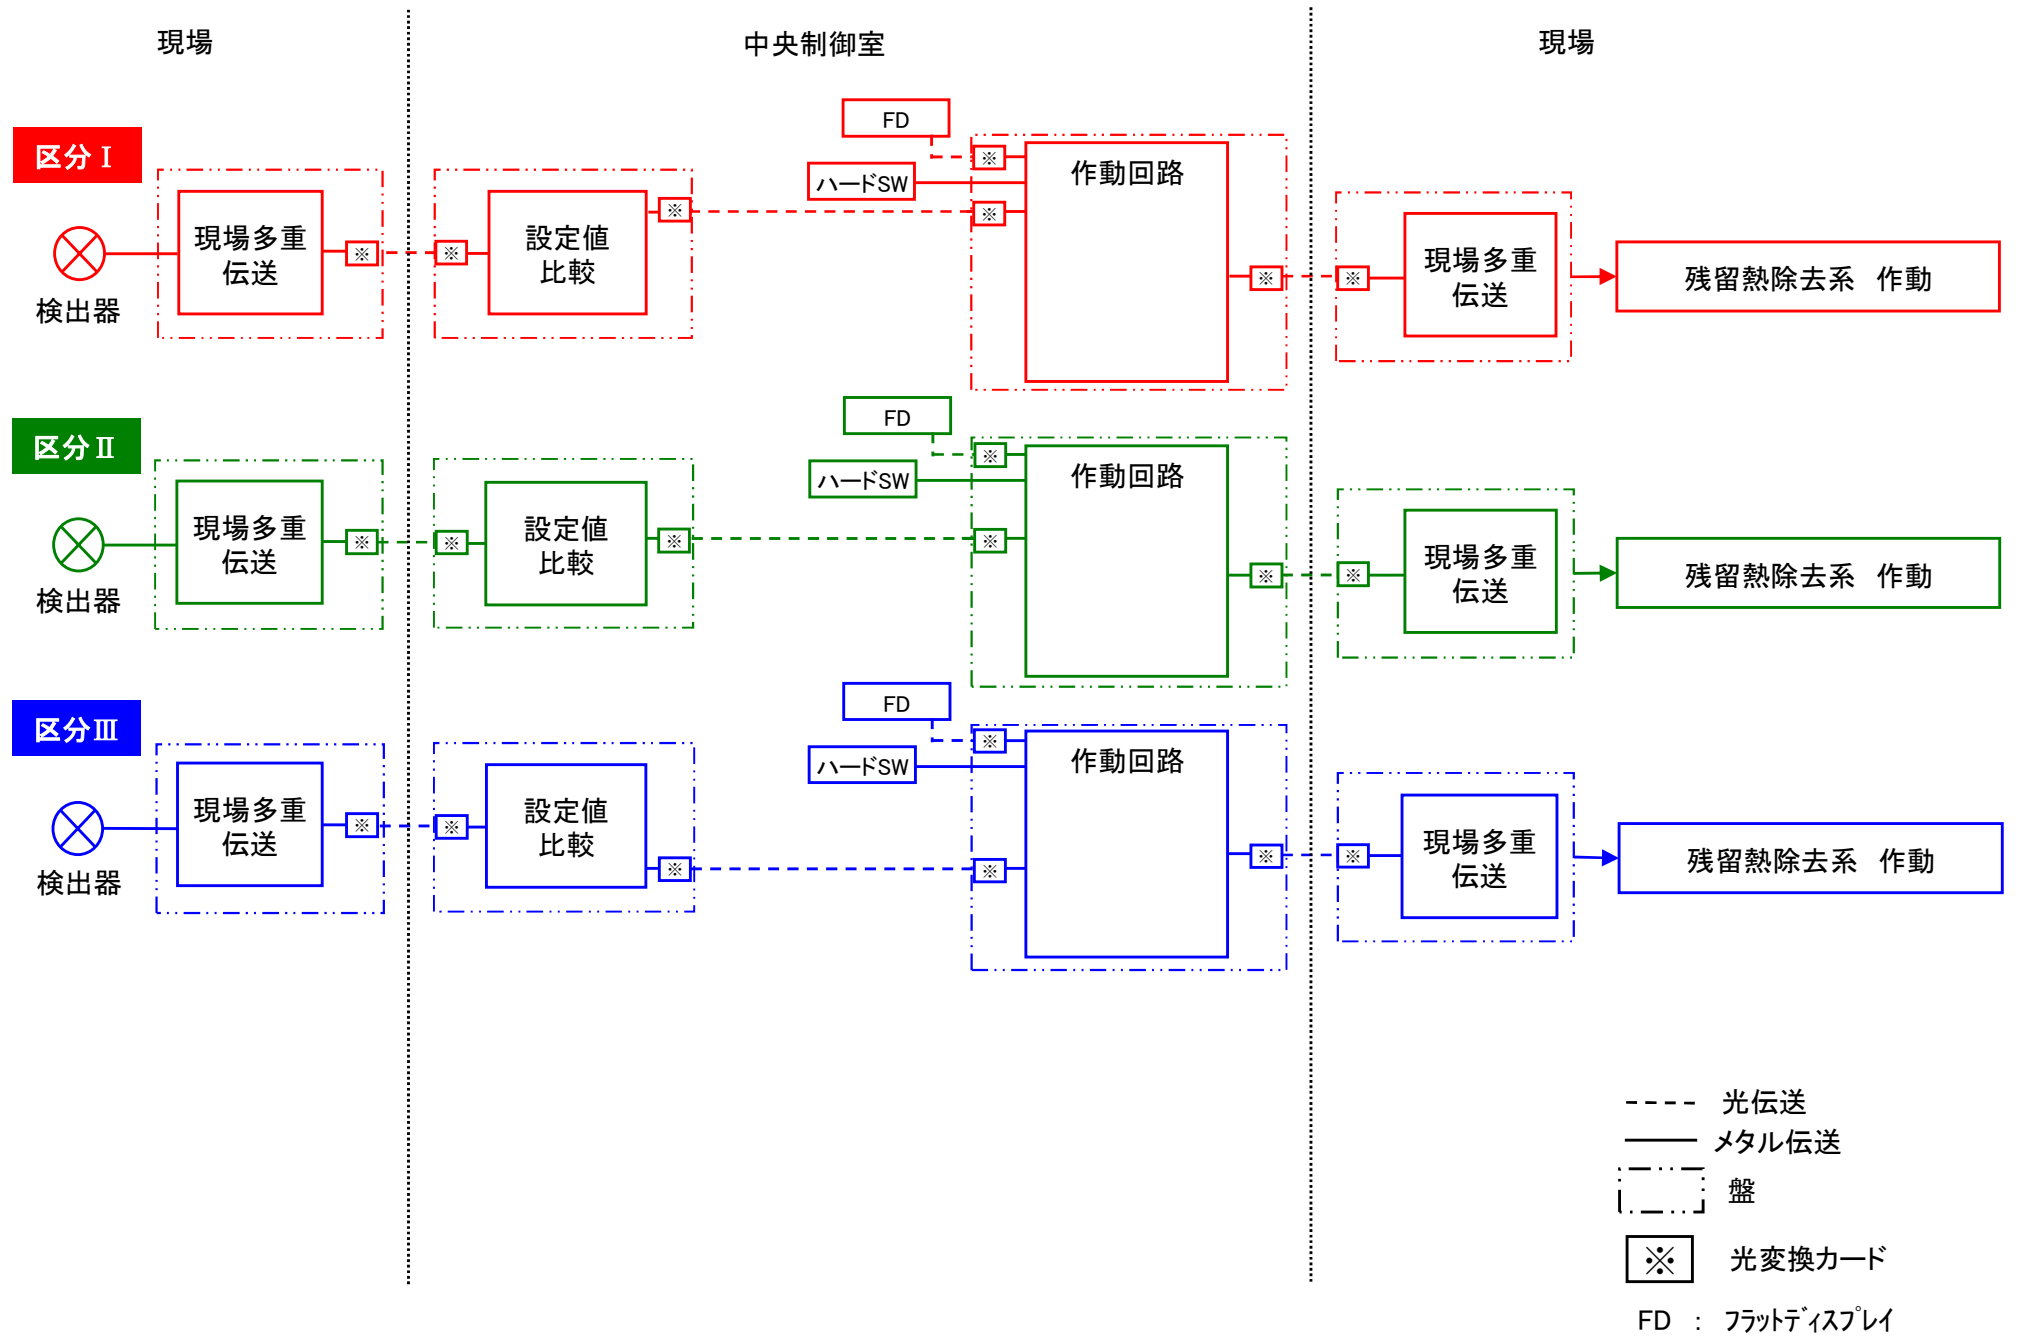 現場
中央制御室
現場
区分Ⅰ
FD
※
ハードSW
※
※
作動回路
現場多重
伝送
※
※
設定値
比較
検出器
※
※
現場多重
伝送
残留熱除去系　作動
区分Ⅱ
FD
※
ハードSW
作動回路
現場多重
伝送
※
※
設定値
比較
※
※
検出器
※
※
現場多重
伝送
残留熱除去系　作動
区分Ⅲ
FD
※
ハードSW
作動回路
現場多重
伝送
※
※
設定値
比較
※
※
検出器
※
※
現場多重
伝送
残留熱除去系　作動
光伝送
メタル伝送
盤
※ 光変換カード
FD ： フラットディスプレイ